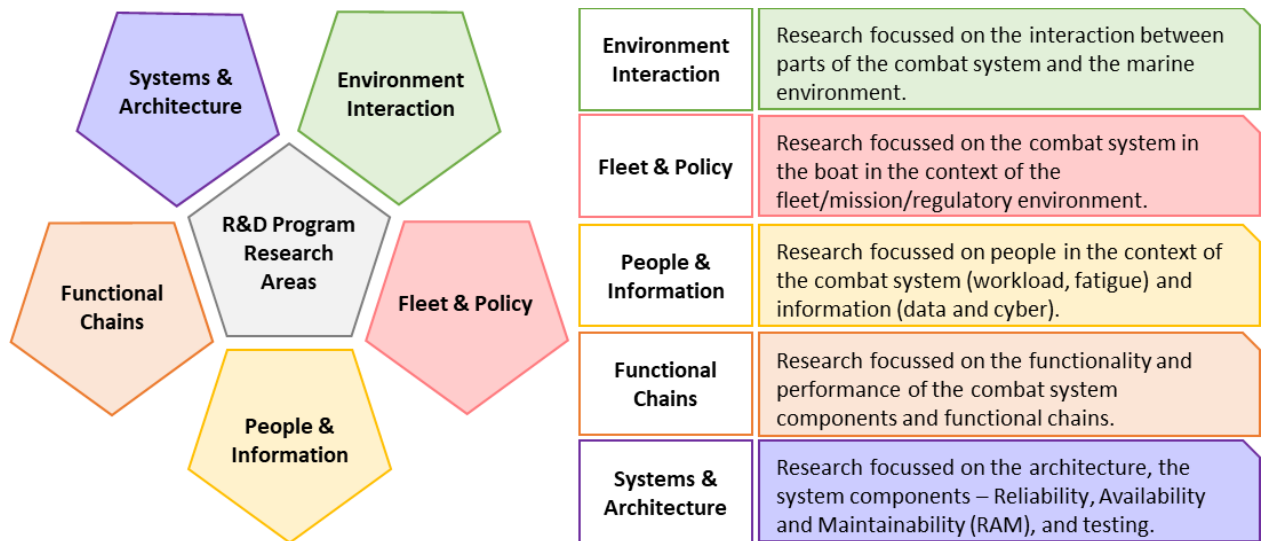 Systems &
Architecture
Environment
Interaction
R&D Program
Research
Areas
Functional
Chains
Fleet & Policy
People &
Information
Environment
Interaction
Research focussed on the interaction between
parts of the combat system and the marine
environment.
Fleet & Policy
Research focussed on the combat system in
the boat in the context of the
fleet/mission/regulatory environment.
People &
Information
Research focussed on people in the context of
the combat system (workload, fatigue) and
information (data and cyber).
Functional
Chains
Research focussed on the functionality and
performance of the combat system
components and functional chains.
Systems &
Architecture
Research focussed on the architecture, the
system components – Reliability, Availability
and Maintainability (RAM), and testing.